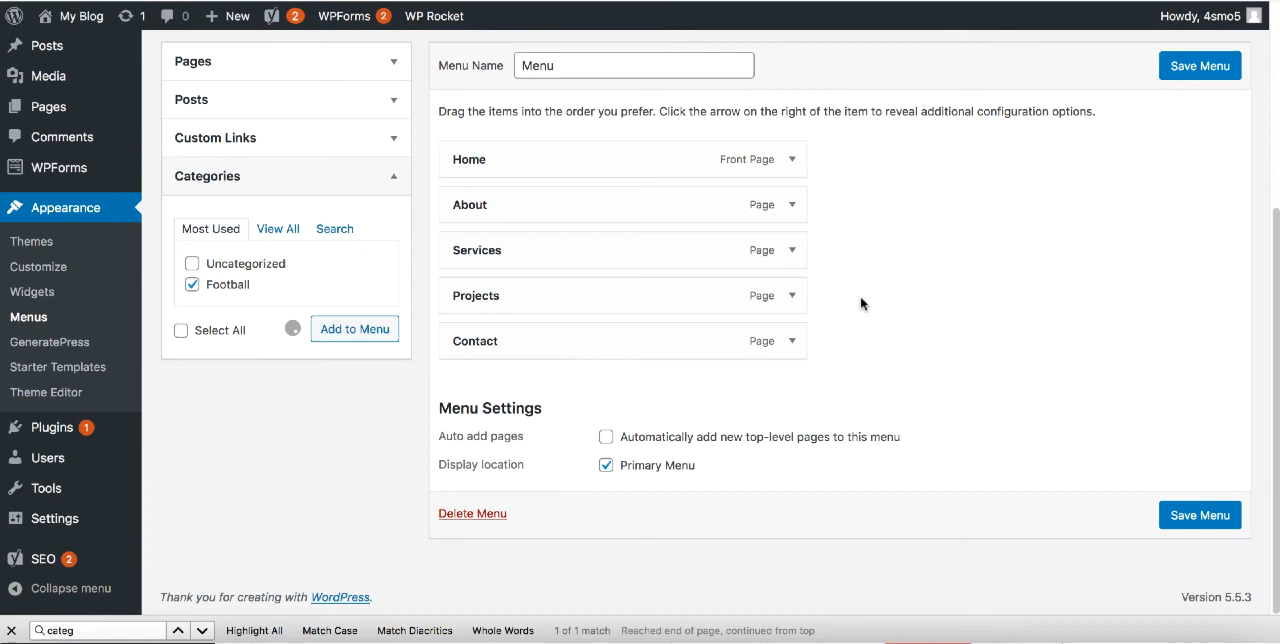 My Blog 1 0 New 2 WPForms 2 WP Rocket Howdy, 4smo5
Posts
Media
Pages
Comments
WPForms
Appearance
Themes
Customize
Widgets
Menus
GeneratePress
Starter Templates
Theme Editor
Plugins 1
Users
Tools
Settings
SEO 2
Collapse menu
Pages
Posts
Custom Links
Categories
Most Used View All Search
Uncategorized
Football
Select All Add to Menu
Menu Name Menu Save Menu
Drag the items into the order you prefer. Click the arrow on the right of the item to reveal additional configuration options.
Home Front Page
About Page
Services Page
Projects Page
Contact Page
Menu Settings
Auto add pages Automatically add new top-level pages to this menu
Display location Primary Menu
Delete Menu Save Menu
Thank you for creating with WordPress. Version 5.5.3
categ Highlight All Match Case Match Diacritics Whole Words 1 of 1 match Reached end of page, continued from top